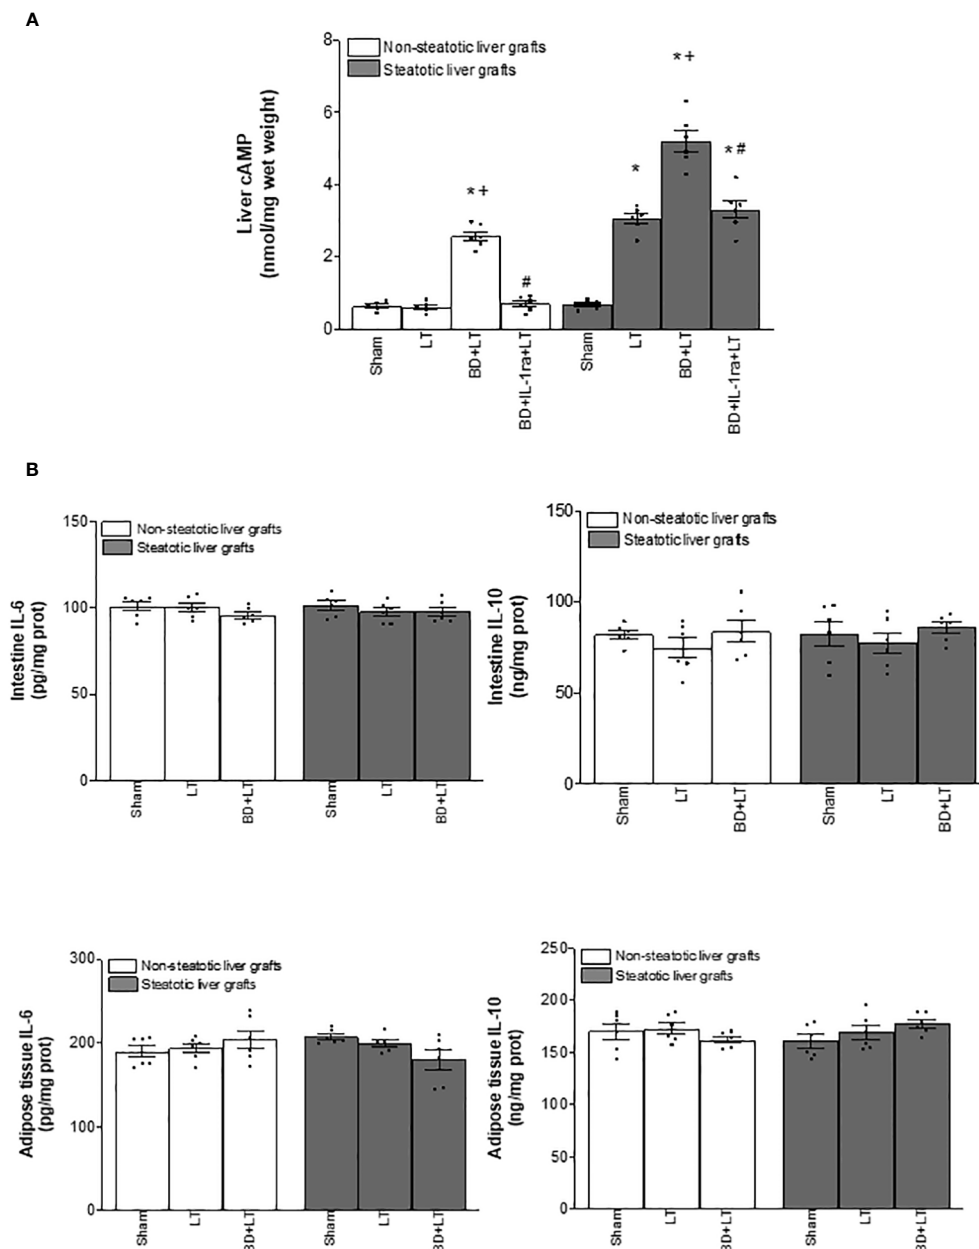 A
Liver cAMP
(nmol/mg wet weight)
8
6
4
2
0
Non-steatotic liver grafts
Steatotic liver grafts
*+
#
*
*+
*#
Sham
LT
BD+LT
BD+IL-1ra+LT
Sham
LT
BD+LT
BD+IL-1ra+LT
B
Intestine IL-6
(pg/mg prot)
150
100
50
0
Non-steatotic liver grafts
Steatotic liver grafts
Sham
LT
BD+LT
Sham
LT
BD+LT
Intestine IL-10
(ng/mg prot)
150
100
50
0
Non-steatotic liver grafts
Steatotic liver grafts
Sham
LT
BD+LT
Sham
LT
BD+LT
Adipose tissue IL-6
(pg/mg prot)
300
200
100
0
Non-steatotic liver grafts
Steatotic liver grafts
Sham
LT
BD+LT
Sham
LT
BD+LT
Adipose tissue IL-10
(ng/mg prot)
250
200
150
100
50
0
Non-steatotic liver grafts
Steatotic liver grafts
Sham
LT
BD+LT
Sham
LT
BD+LT